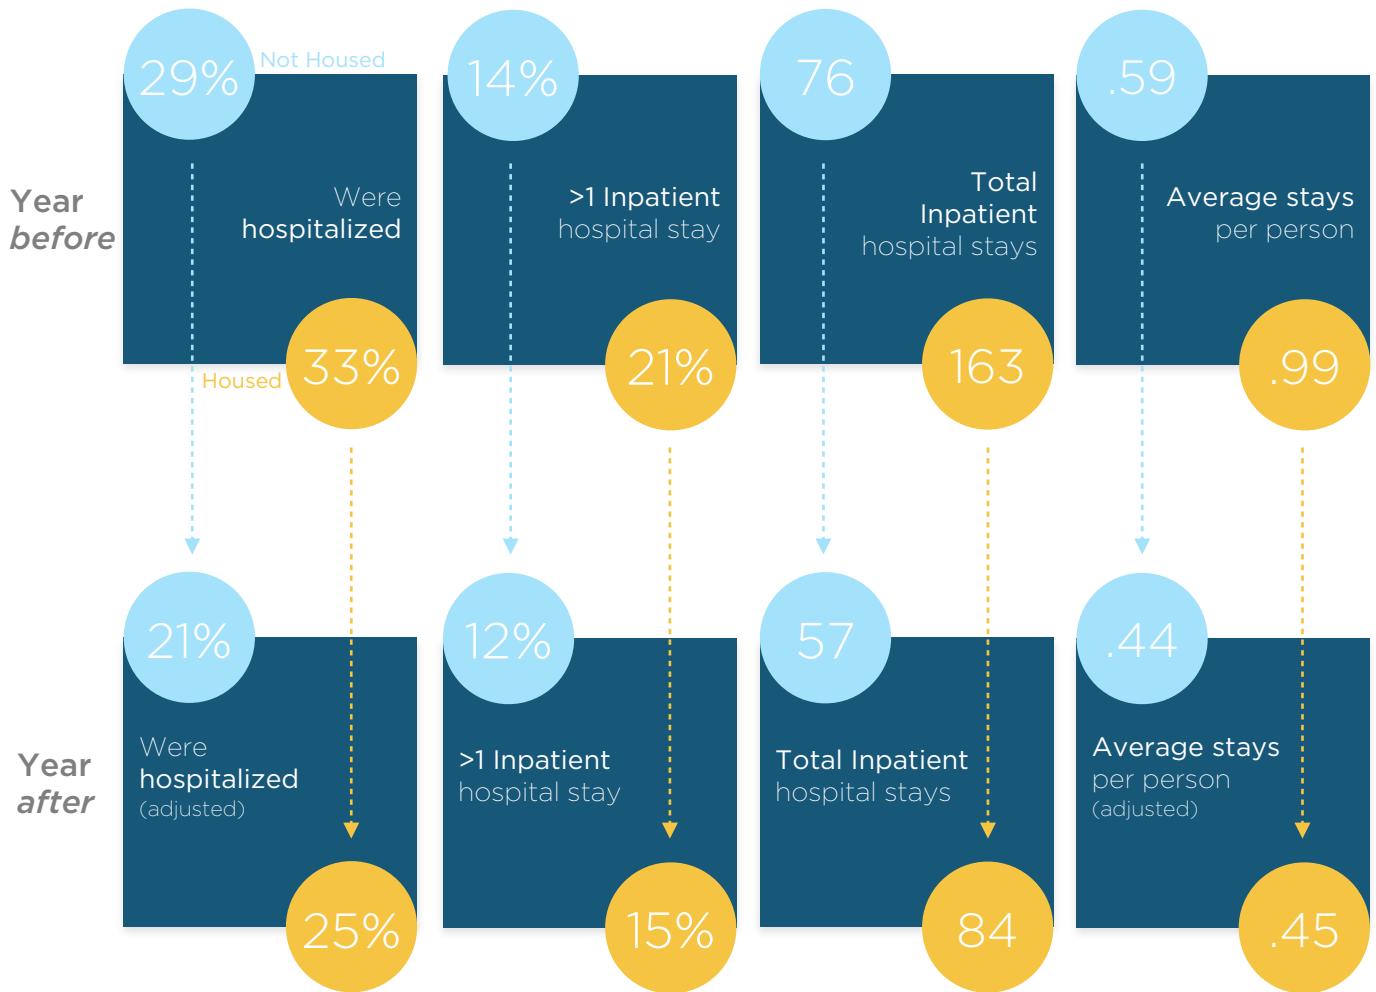 29%
Not Housed
14%
76
.59
Year
before
Were
hospitalized
>1 Inpatient
hospital stay
Total
Inpatient
hospital stays
Average stays
per person
Housed
33%
21%
163
.99
21%
12%
57
.44
Year
after
Were
hospitalized
(adjusted)
>1 Inpatient
hospital stay
Total Inpatient
hospital stays
Average stays
per person
(adjusted)
25%
15%
84
.45